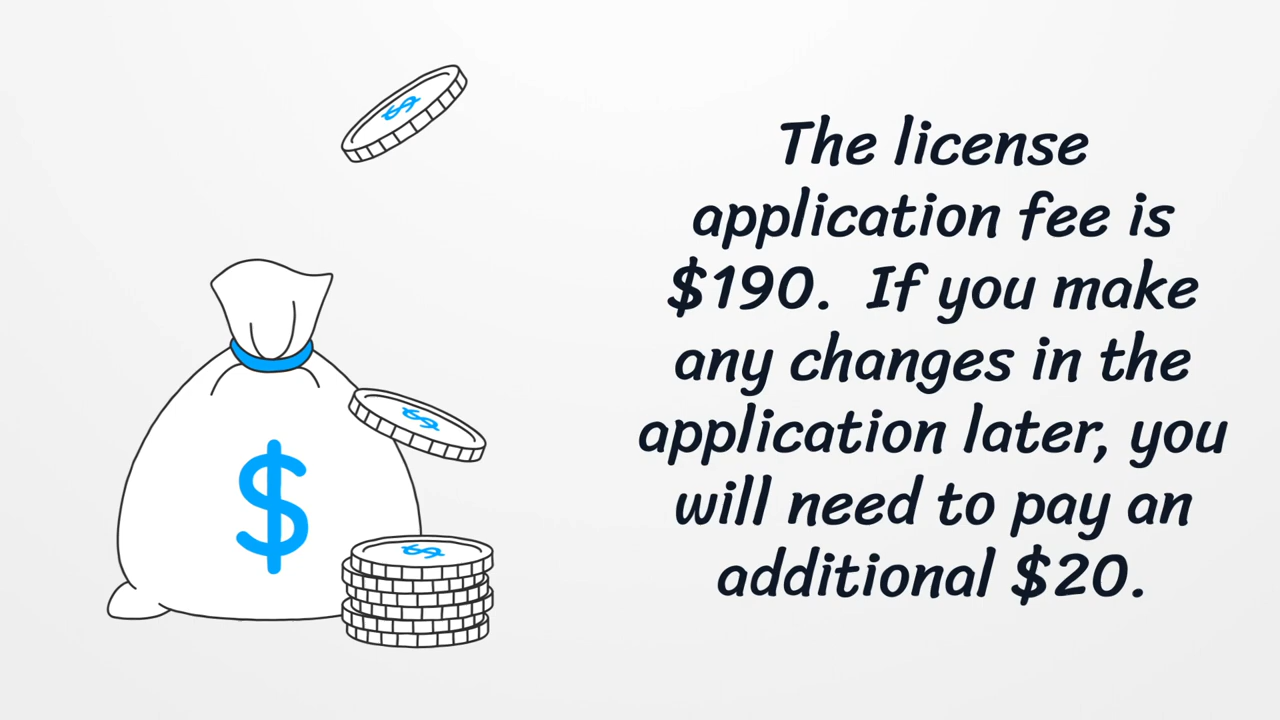 $
$
$
$
The license
application fee is
$190.  If you make
any changes in the
application later, you
will need to pay an
additional $20.